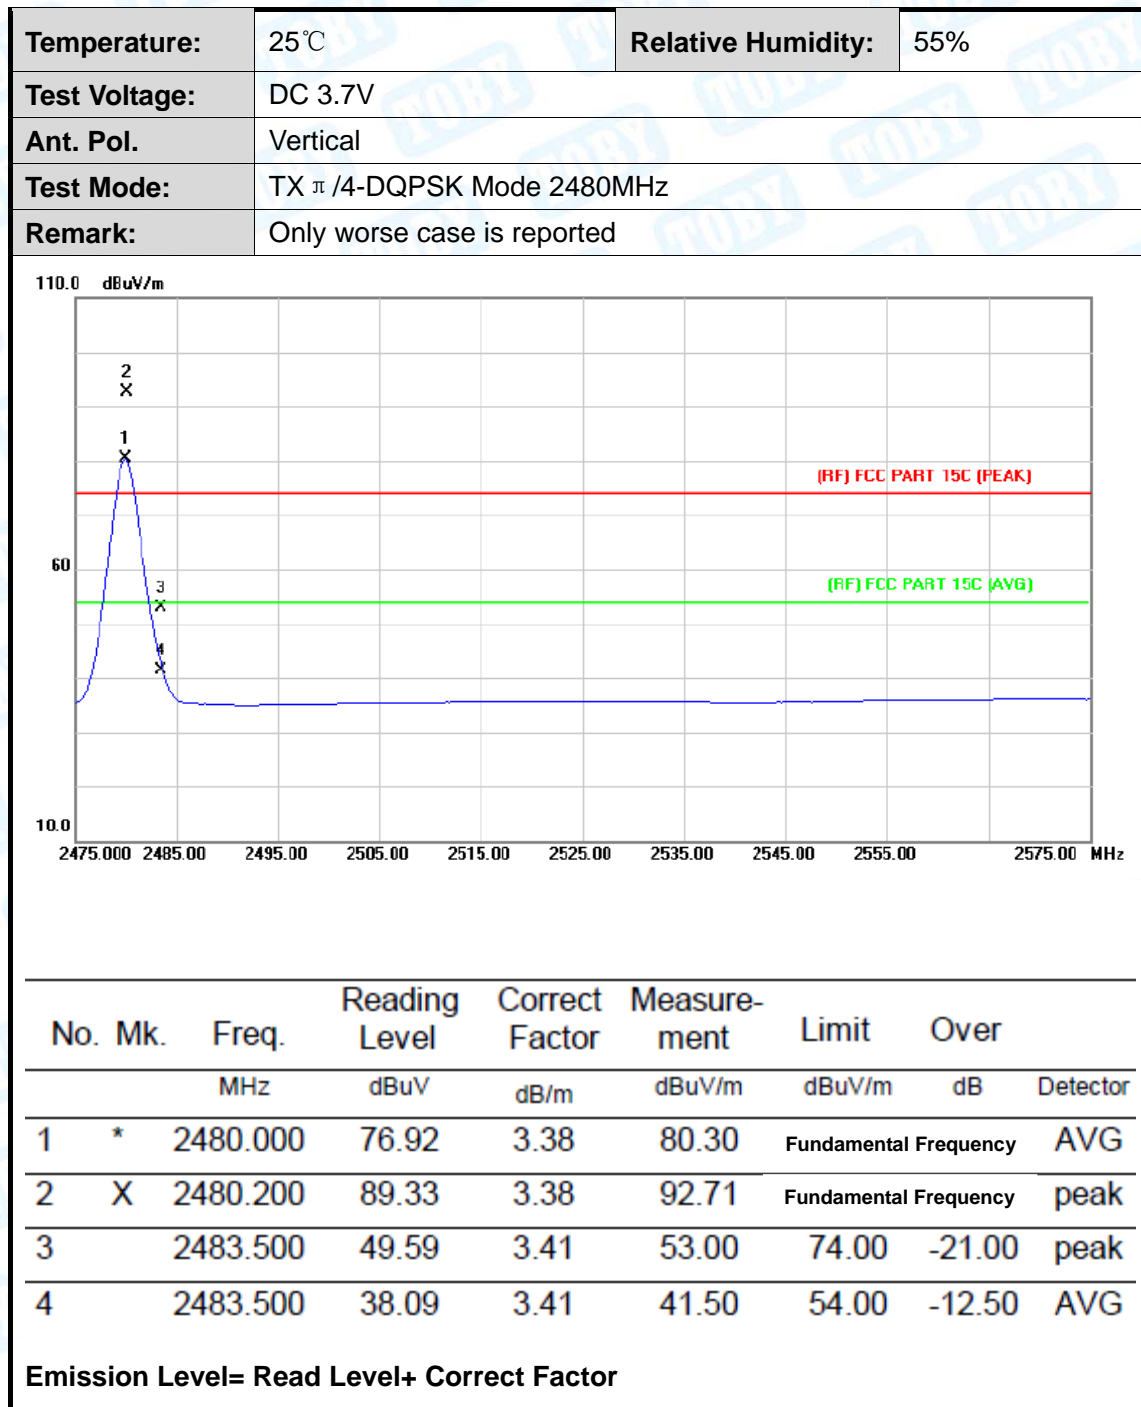 Temperature: 25℃ Relative Humidity: 55%
Test Voltage: DC 3.7V
Ant. Pol. Vertical
Test Mode: TX π/4-DQPSK Mode 2480MHz
Remark: Only worse case is reported
110.0 dBuV/m
2
1
(RF) FCC PART 15C (PEAK)
60
3
(RF) FCC PART 15C (AVG)
4
10.0
2475.000 2485.00 2495.00 2505.00 2515.00 2525.00 2535.00 2545.00 2555.00 2575.00 MHz
No. Mk. Freq. Reading Level Correct Factor Measure-ment Limit Over
MHz dBuV dB/m dBuV/m dBuV/m dB Detector
1 * 2480.000 76.92 3.38 80.30 Fundamental Frequency AVG
2 X 2480.200 89.33 3.38 92.71 Fundamental Frequency peak
3 2483.500 49.59 3.41 53.00 74.00 -21.00 peak
4 2483.500 38.09 3.41 41.50 54.00 -12.50 AVG
Emission Level= Read Level+ Correct Factor
TOBY